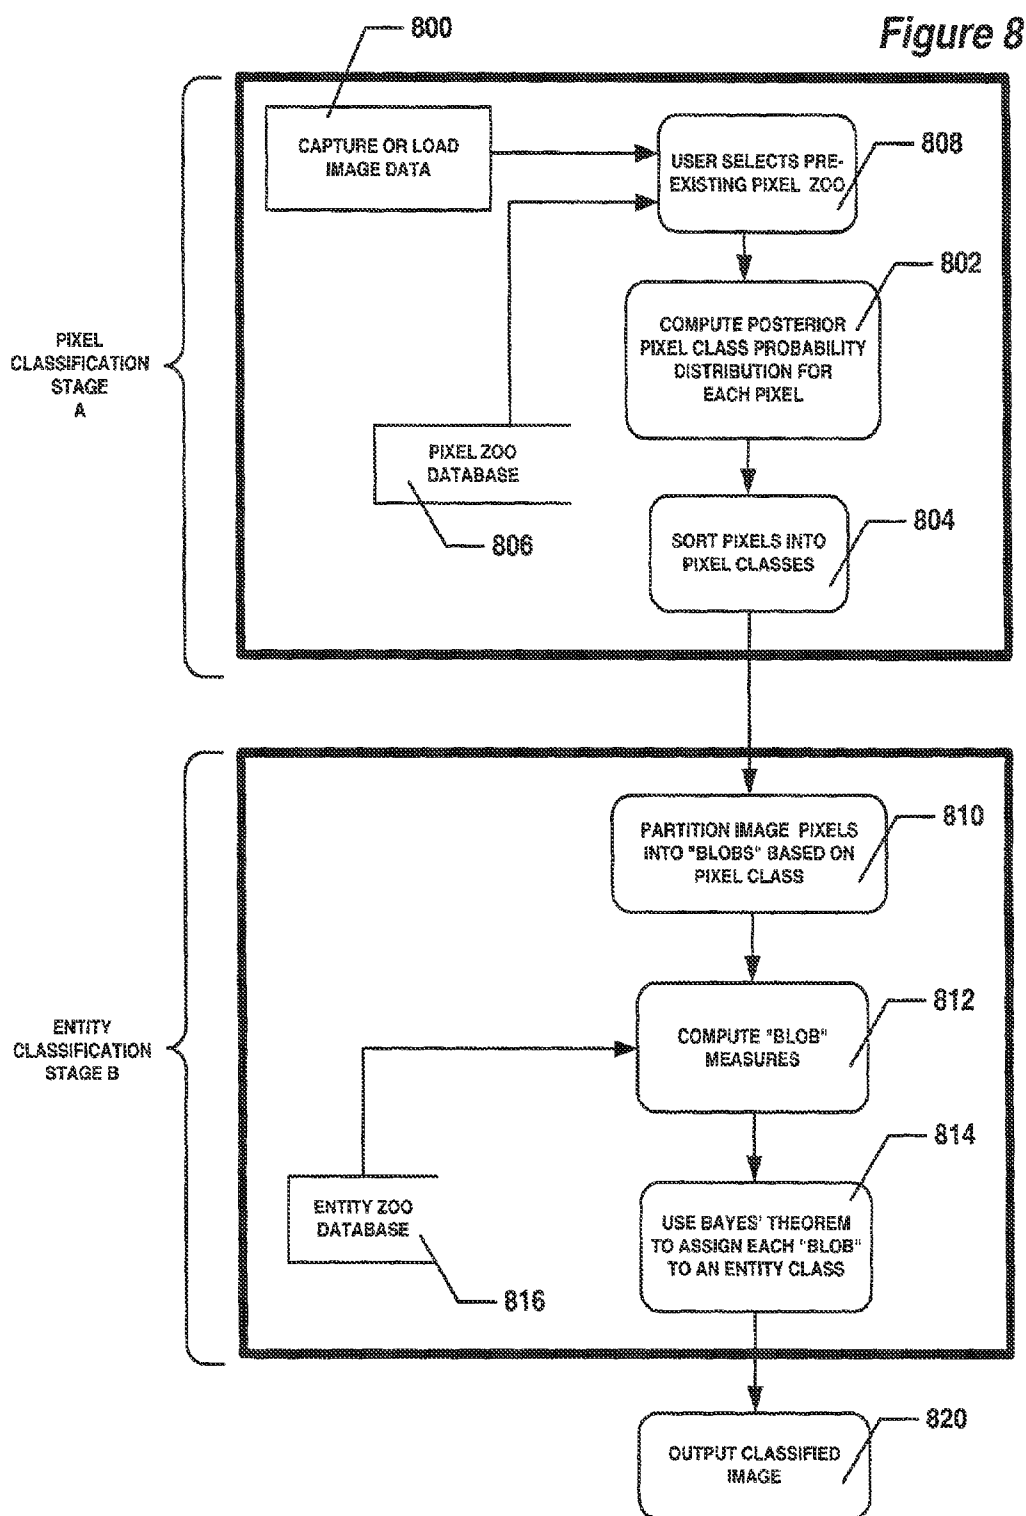 Figure 8
800
CAPTURE OR LOAD
IMAGE DATA
USER SELECTS PRE-
EXISTING PIXEL ZOO
808
802
COMPUTE POSTERIOR
PIXEL CLASS PROBABILITY
DISTRIBUTION FOR
EACH PIXEL
PIXEL
CLASSIFICATION
STAGE
A
PIXEL ZOO
DATABASE
806
804
SORT PIXELS INTO
PIXEL CLASSES
810
PARTITION IMAGE PIXELS
INTO "BLOBS" BASED ON
PIXEL CLASS
812
COMPUTE "BLOB"
MEASURES
ENTITY
CLASSIFICATION
STAGE B
814
ENTITY ZOO
DATABASE
816
USE BAYES' THEOREM
TO ASSIGN EACH "BLOB"
TO AN ENTITY CLASS
820
OUTPUT CLASSIFIED
IMAGE